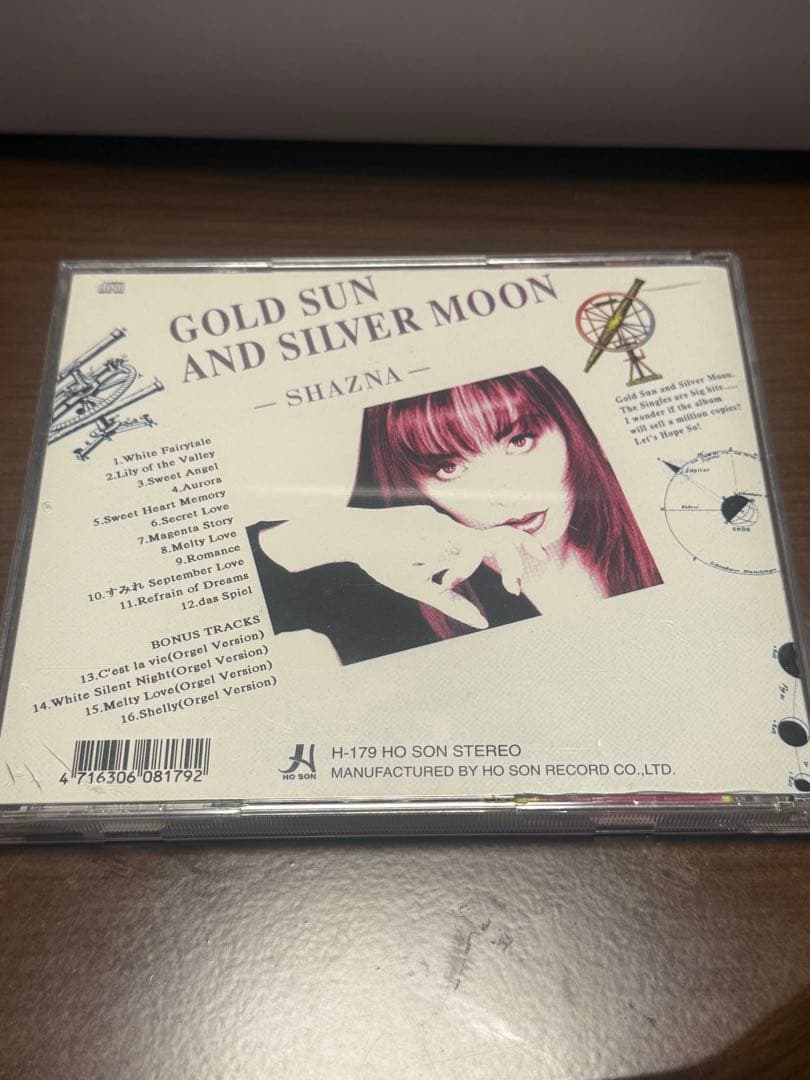 disc
GOLD SUN
AND SILVER MOON
— SHAZNA —
Gold Sun and Silver Moon.
The Singles are big hits.....
I wonder if the album
will sell a million copies?
Let's Hope So!
1.White Fairytale
2.Lily of the Valley
3.Sweet Angel
4.Aurora
5.Sweet Heart Memory
6.Secret Love
7.Magenta Story
8.Melty Love
9.Romance
10.すみれ September Love
11.Refrain of Dreams
12.das Spiel
BONUS TRACKS
13.C'est la vie(Orgel Version)
14.White Silent Night(Orgel Version)
15.Melty Love(Orgel Version)
16.Shelly(Orgel Version)
Jupiter
4 716306 081792
HO SON
H-179 HO SON STEREO
MANUFACTURED BY HO SON RECORD CO.,LTD.